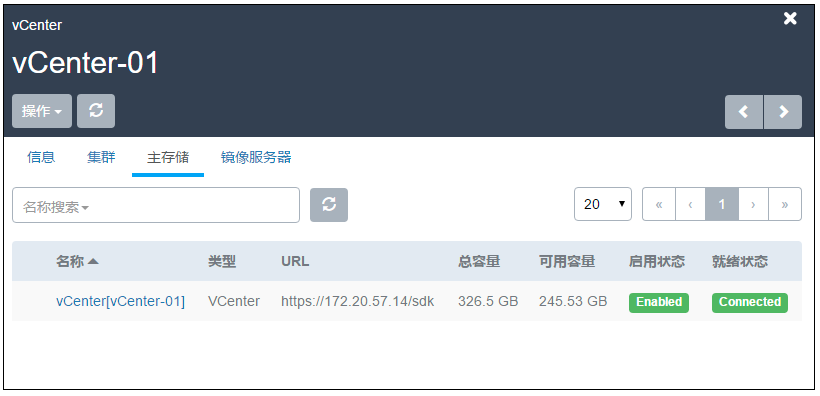 vCenter
vCenter-01
操作
信息 集群 主存储 镜像服务器
名称搜索 20 « ‹ 1 › »
名称 类型 URL 总容量 可用容量 启用状态 就绪状态
vCenter[vCenter-01] VCenter https://172.20.57.14/sdk 326.5 GB 245.53 GB Enabled Connected